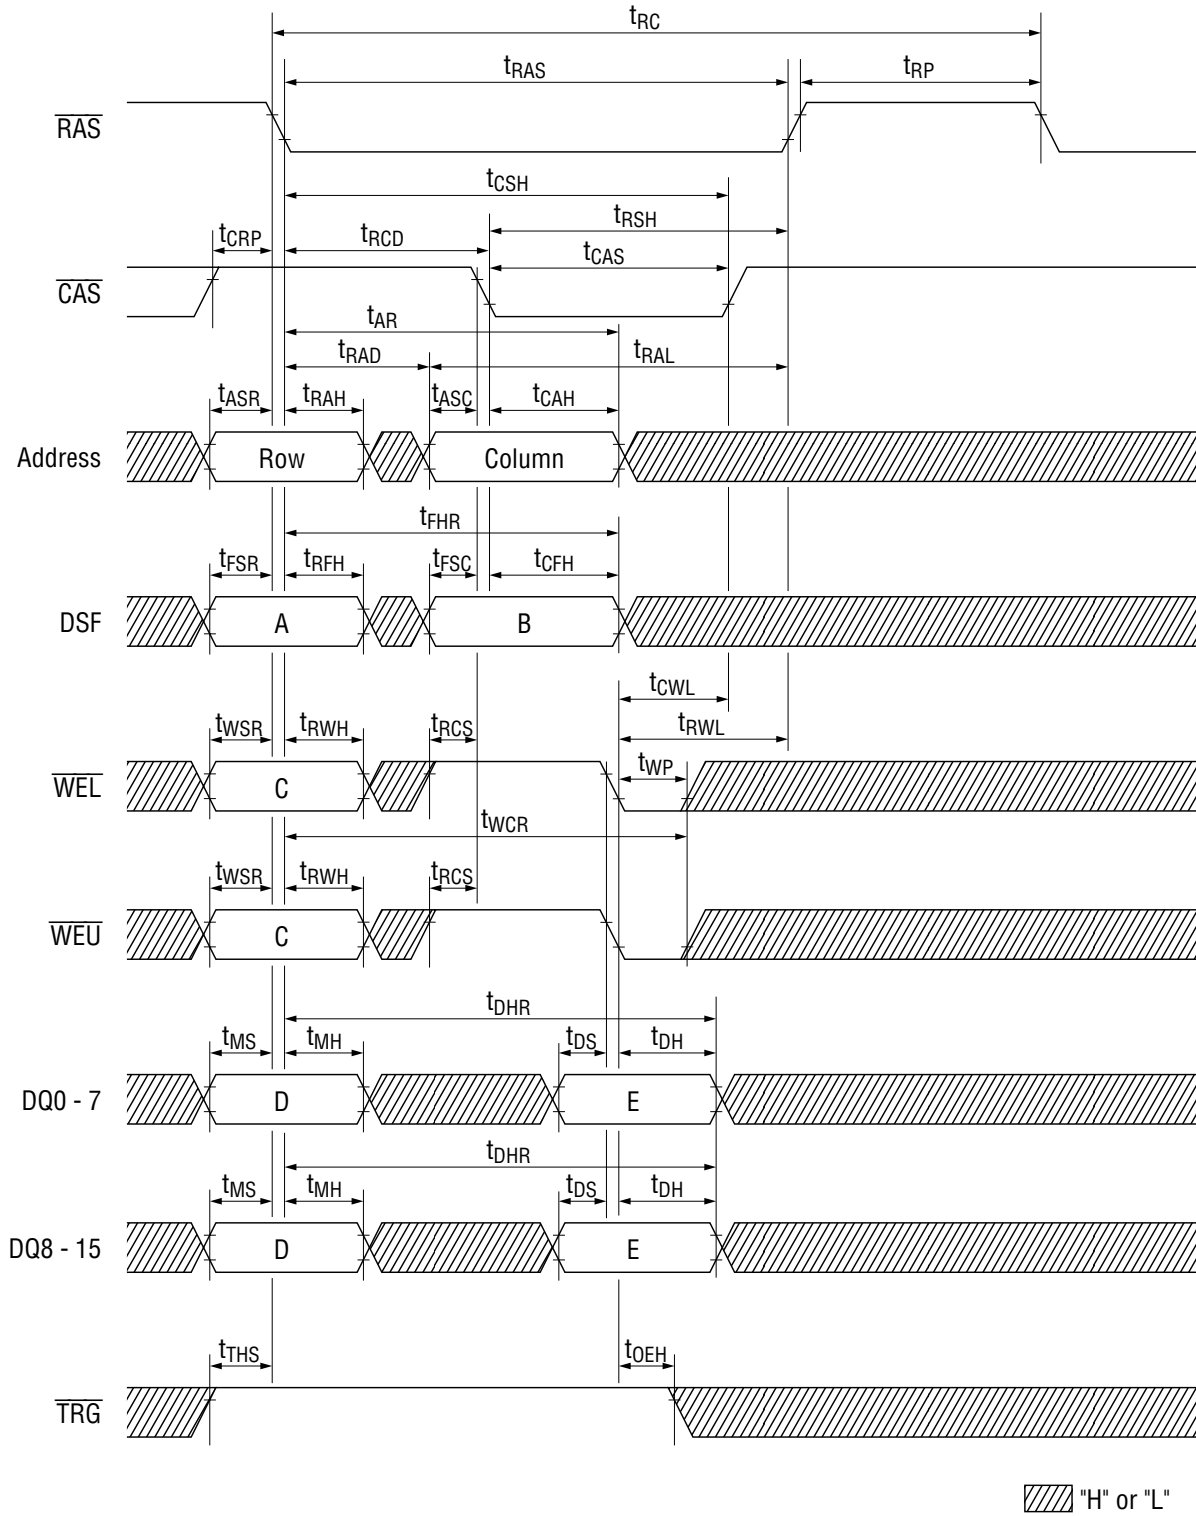 tRC
tRAS tRP
RAS
tCSH
tRSH
tCRP tRCD
tCAS
CAS
tAR
tRAD tRAL
tASR tRAH tASC tCAH
Address Row Column
tFHR
tFSR tRFH tFSC tCFH
DSF A B
tCWL
tWSR tRWH tRCS tRWL
tWP
WEL C
tWCR
tWSR tRWH tRCS
WEU C
tDHR
tMS tMH tDS tDH
DQ0 - 7 D E
tDHR
tMS tMH tDS tDH
DQ8 - 15 D E
tTHS tOEH
TRG
"H" or "L"